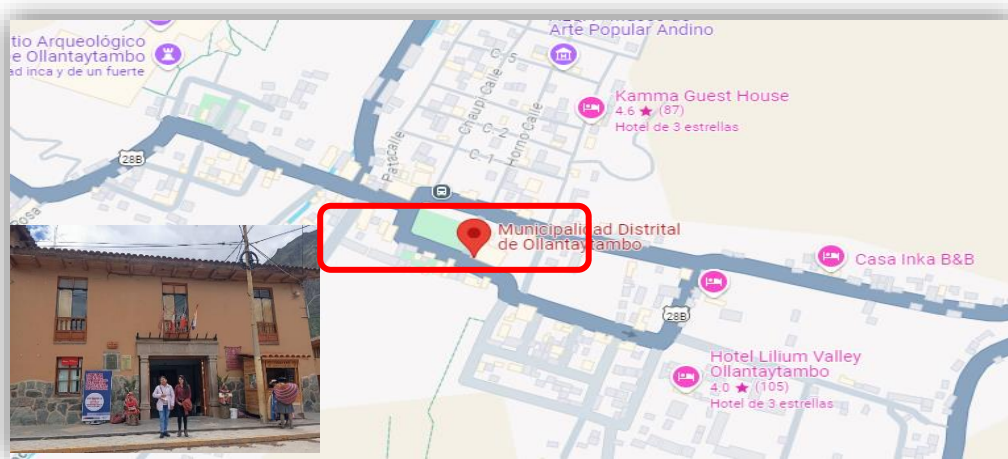 tio Arqueológico
e Ollantaytambo
ad inca y de un fuerte
Arte Popular Andino
Kamma Guest House
4.6 ★ (87)
Hotel de 3 estrellas
C-5
Chaupi Calle
C-2
Horno Calle
C-1
Patacalle
28B
osa
Municipalidad Distrital
de Ollantaytambo
Casa Inka B&B
28B
Hotel Lilium Valley
Ollantaytambo
4.0 ★ (105)
Hotel de 3 estrellas